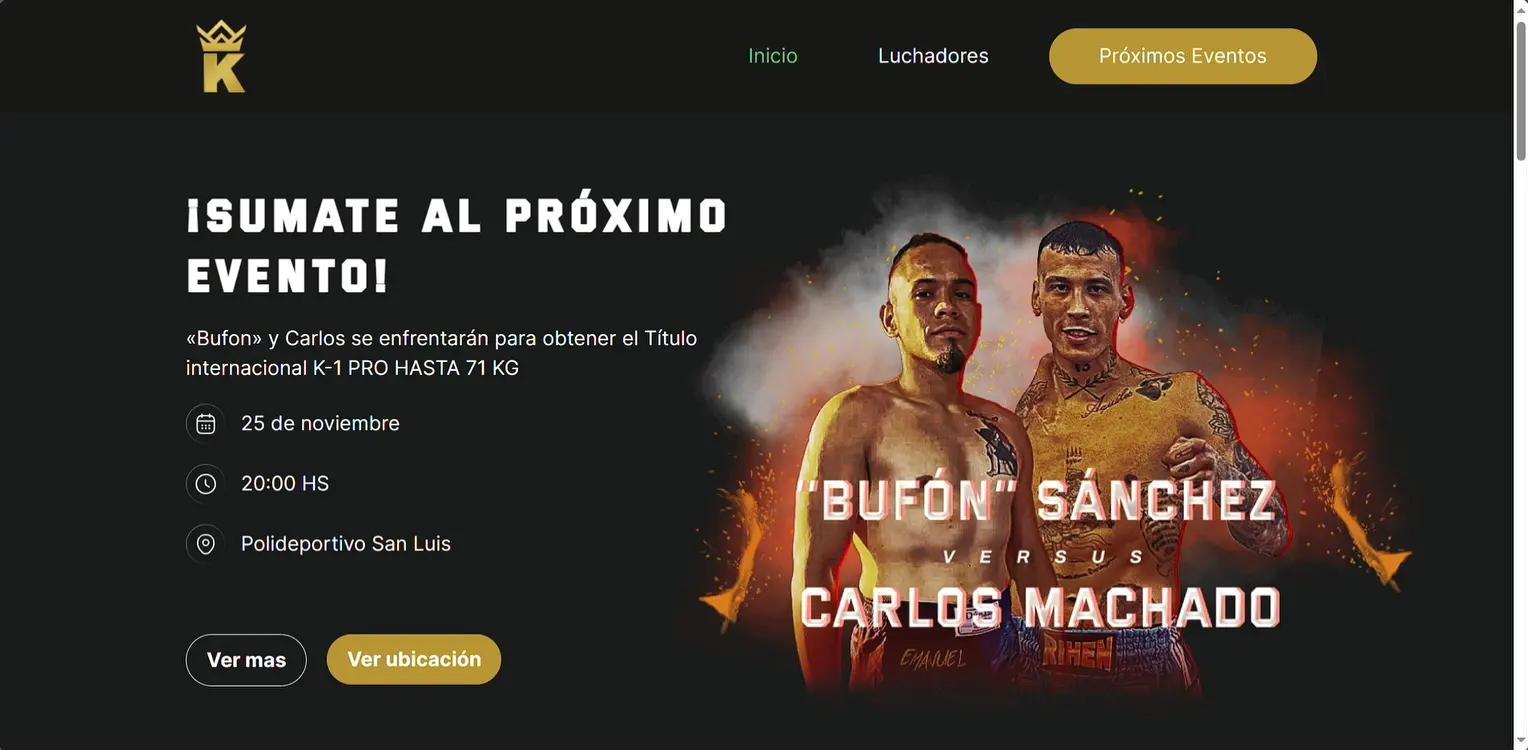 K
Inicio
Luchadores
Próximos Eventos
¡SUMATE AL PRÓXIMO
EVENTO!
«Bufon» y Carlos se enfrentarán para obtener el Título
internacional K-1 PRO HASTA 71 KG
25 de noviembre
20:00 HS
Polideportivo San Luis
Ver mas
Ver ubicación
"BUFÓN" SÁNCHEZ
VERSUS
CARLOS MACHADO
EMANUEL
RIHEN